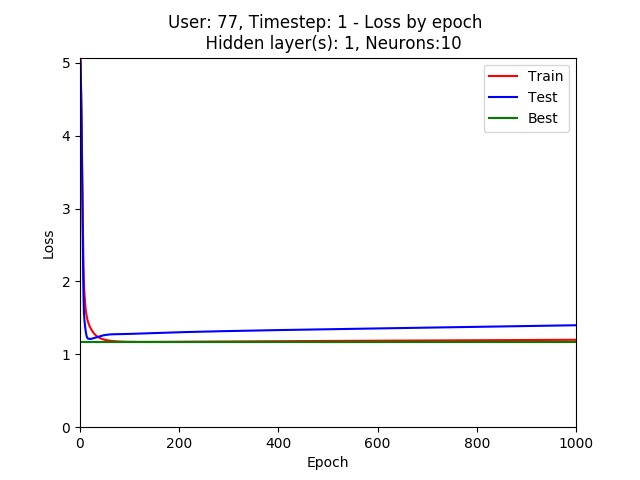 User: 77, Timestep: 1 - Loss by epoch
Hidden layer(s): 1, Neurons:10
Train
Test
Best
5
4
3
2
1
0
Loss
0 200 400 600 800 1000
Epoch